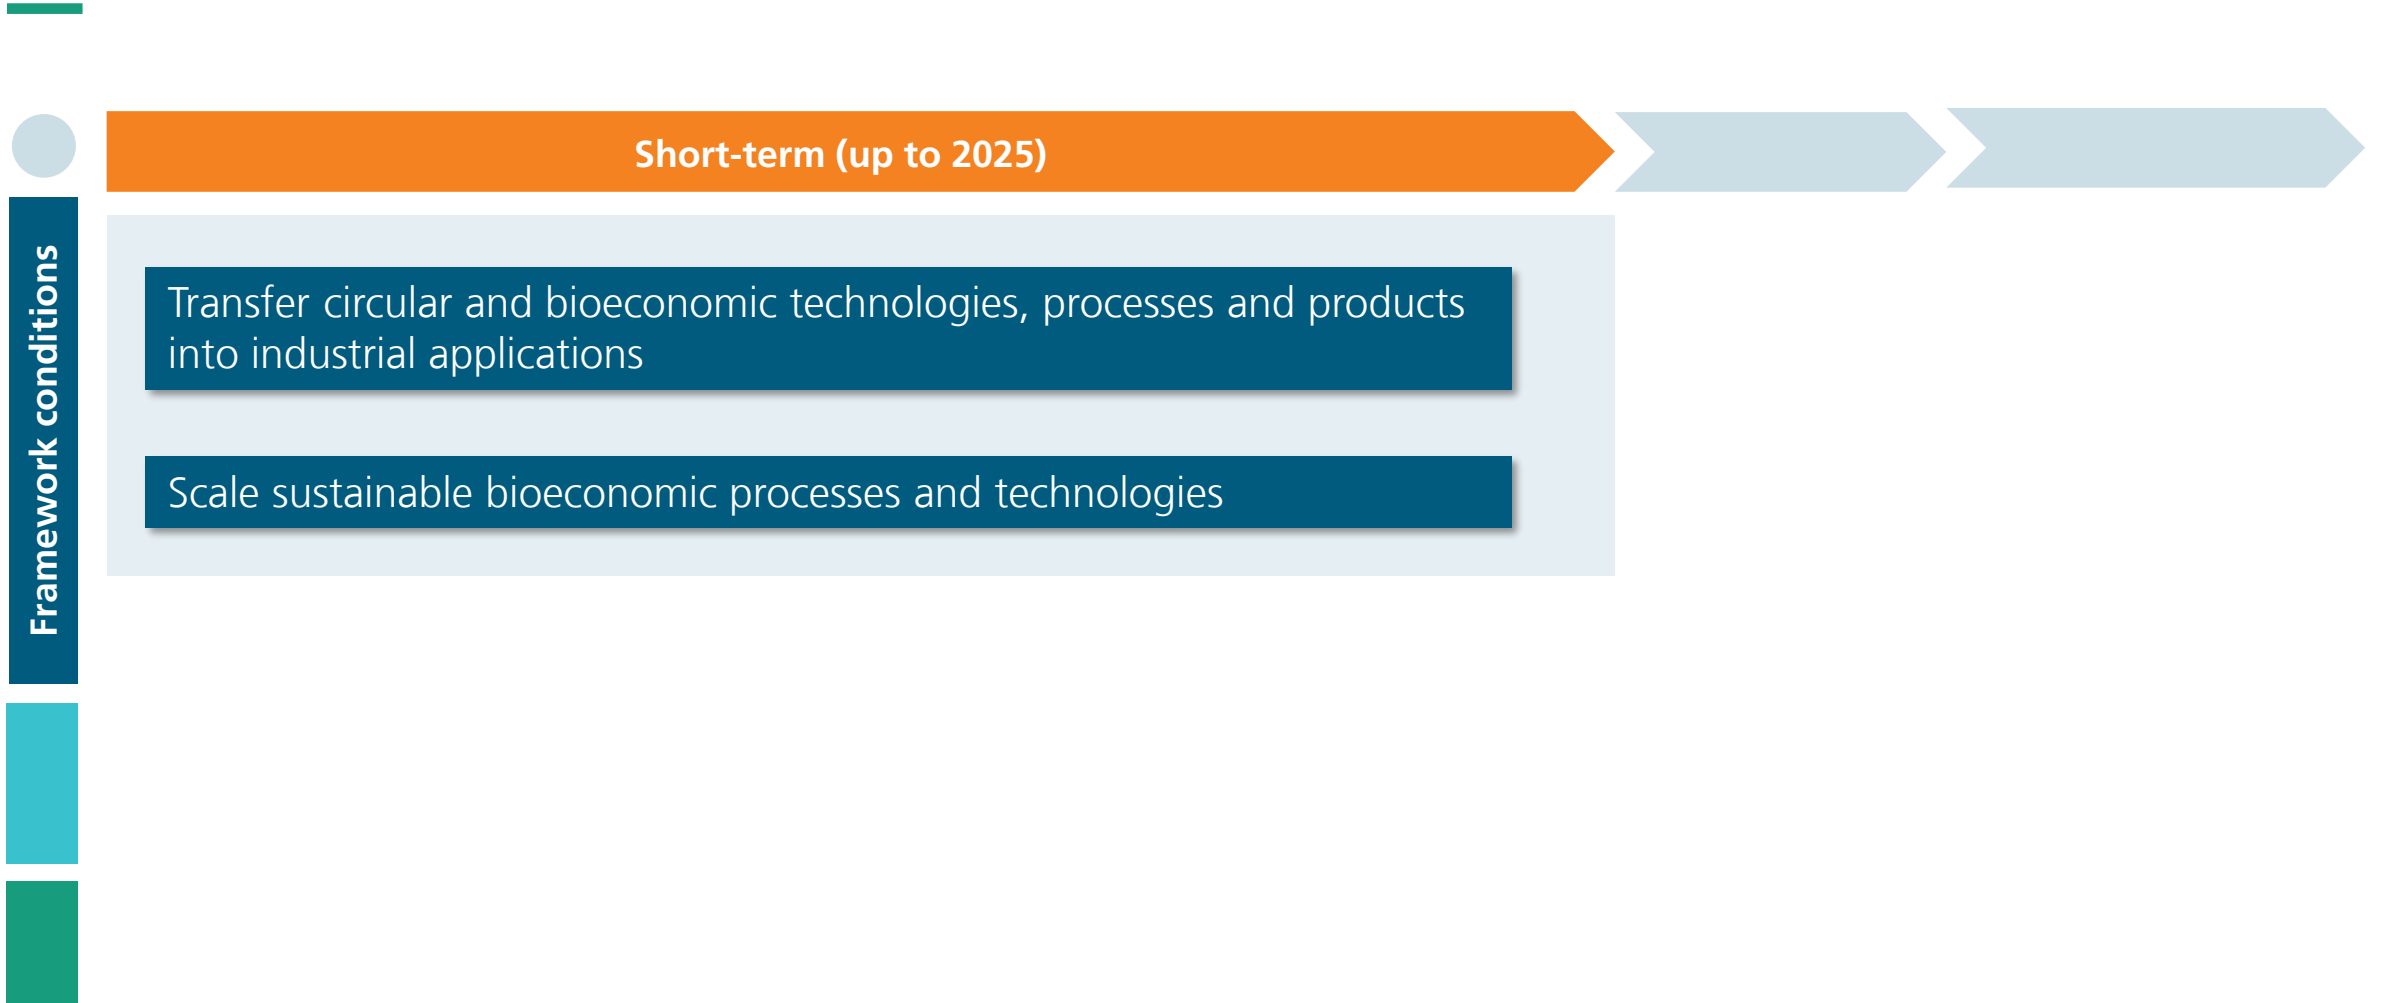 Short-term (up to 2025)
Framework conditions
Transfer circular and bioeconomic technologies, processes and products
into industrial applications
Scale sustainable bioeconomic processes and technologies